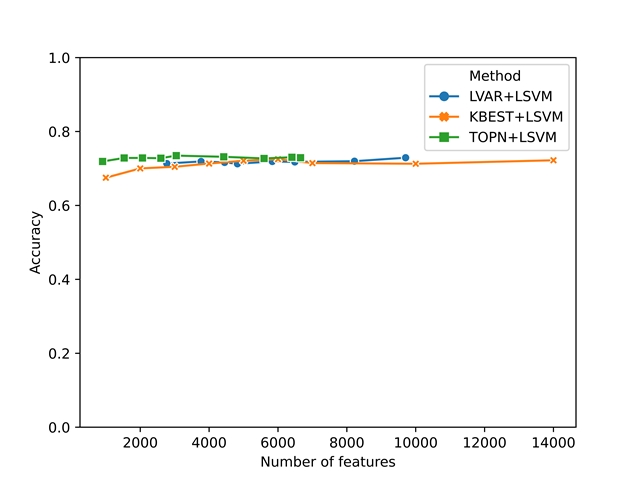 1.0
0.8
0.6
0.4
0.2
0.0
Accuracy
Method
LVAR+LSVM
KBEST+LSVM
TOPN+LSVM
2000 4000 6000 8000 10000 12000 14000
Number of features